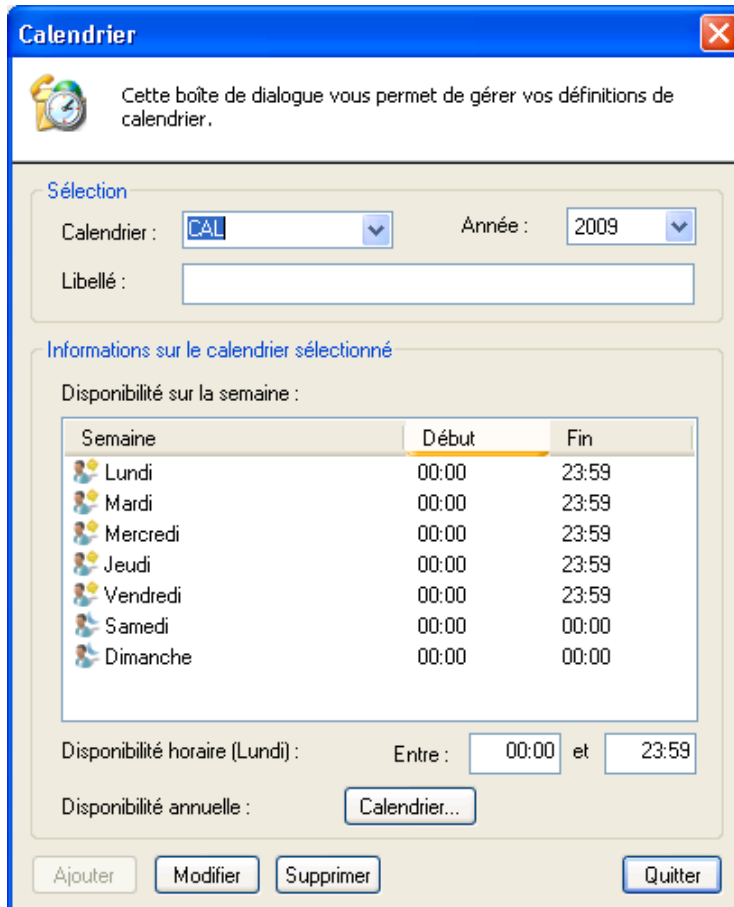 Calendrier
Cette boîte de dialogue vous permet de gérer vos définitions de
calendrier.
Sélection
Calendrier : CAL Année : 2009
Libellé :
Informations sur le calendrier sélectionné
Disponibilité sur la semaine :
Semaine Début Fin
Lundi 00:00 23:59
Mardi 00:00 23:59
Mercredi 00:00 23:59
Jeudi 00:00 23:59
Vendredi 00:00 23:59
Samedi 00:00 00:00
Dimanche 00:00 00:00
Disponibilité horaire (Lundi) : Entre : 00:00 et 23:59
Disponibilité annuelle : Calendrier...
Ajouter Modifier Supprimer Quitter